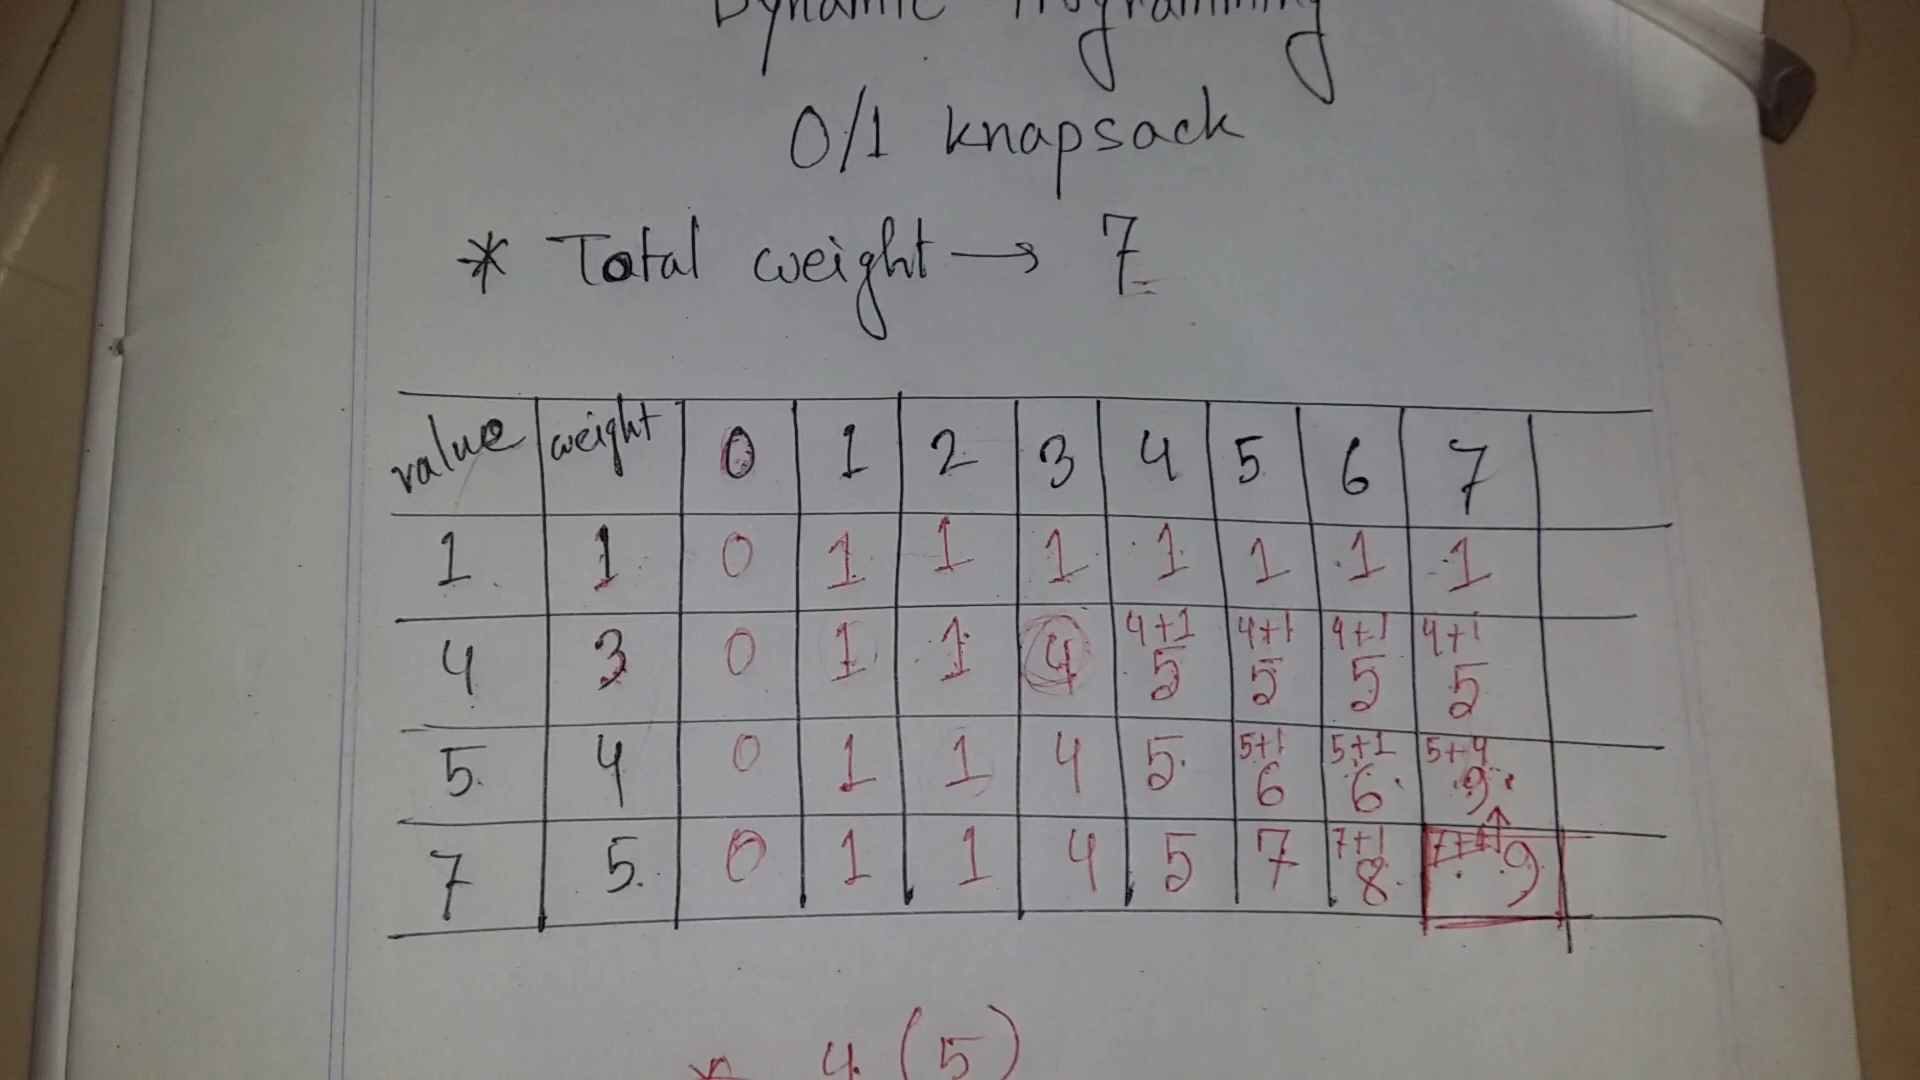 Dynamic Programming
0/1 knapsack
* Total weight → 7
value weight 0 1 2 3 4 5 6 7
1 1 0 1 1 1 1 1 1 1
4 3 0 1 1 4 4+1 5 4+1 5 4+1 5 4+1 5
5 4 0 1 1 4 5 5+1 6 5+1 6 5+4 9
7 5 0 1 1 4 5 7 7+1 8 9
4 (5)